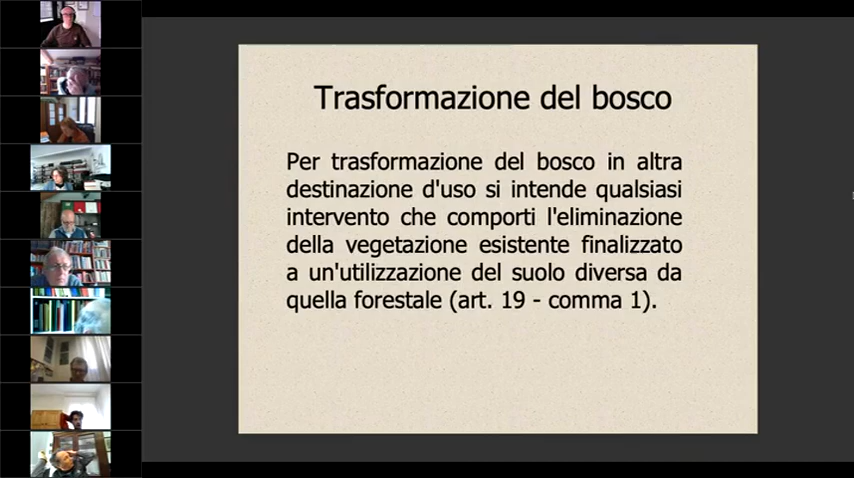 Trasformazione del bosco
Per trasformazione del bosco in altra
destinazione d'uso si intende qualsiasi
intervento che comporti l'eliminazione
della vegetazione esistente finalizzato
a un'utilizzazione del suolo diversa da
quella forestale (art. 19 - comma 1).